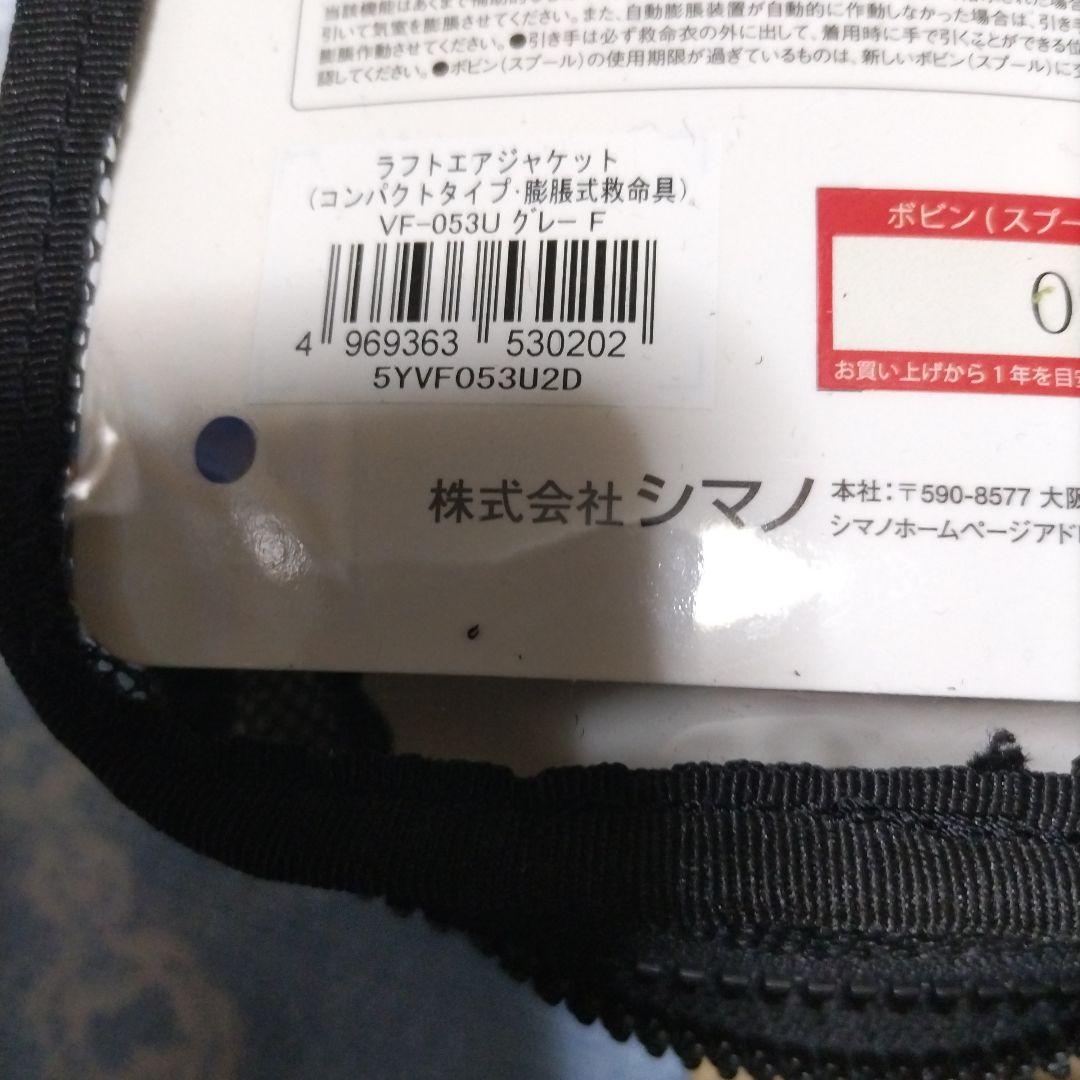 当該機能はあくまで補助的
引いて気室を膨脹させてください。また、自動膨脹装置が自動的に作動しなかった場合は、引き手
膨脹作動させてください。●引き手は必ず救命衣の外に出して、着用時に手で引くことができる位
認してください。●ボビン(スプール)の使用期限が過ぎているものは、新しいボビン(スプール)に交
ラフトエアジャケット
(コンパクトタイプ・膨脹式救命具)
VF-053U グレー F
4 969363 530202
5YVF053U2D
ボビン(スプー
0
お買い上げから1年を目安
株式会社シマノ
本社:〒590-8577 大阪
シマノホームページアド